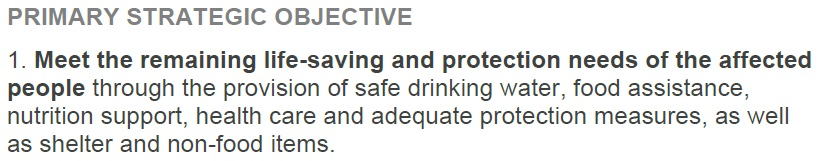 PRIMARY STRATEGIC OBJECTIVE
1. Meet the remaining life-saving and protection needs of the affected
people through the provision of safe drinking water, food assistance,
nutrition support, health care and adequate protection measures, as well
as shelter and non-food items.